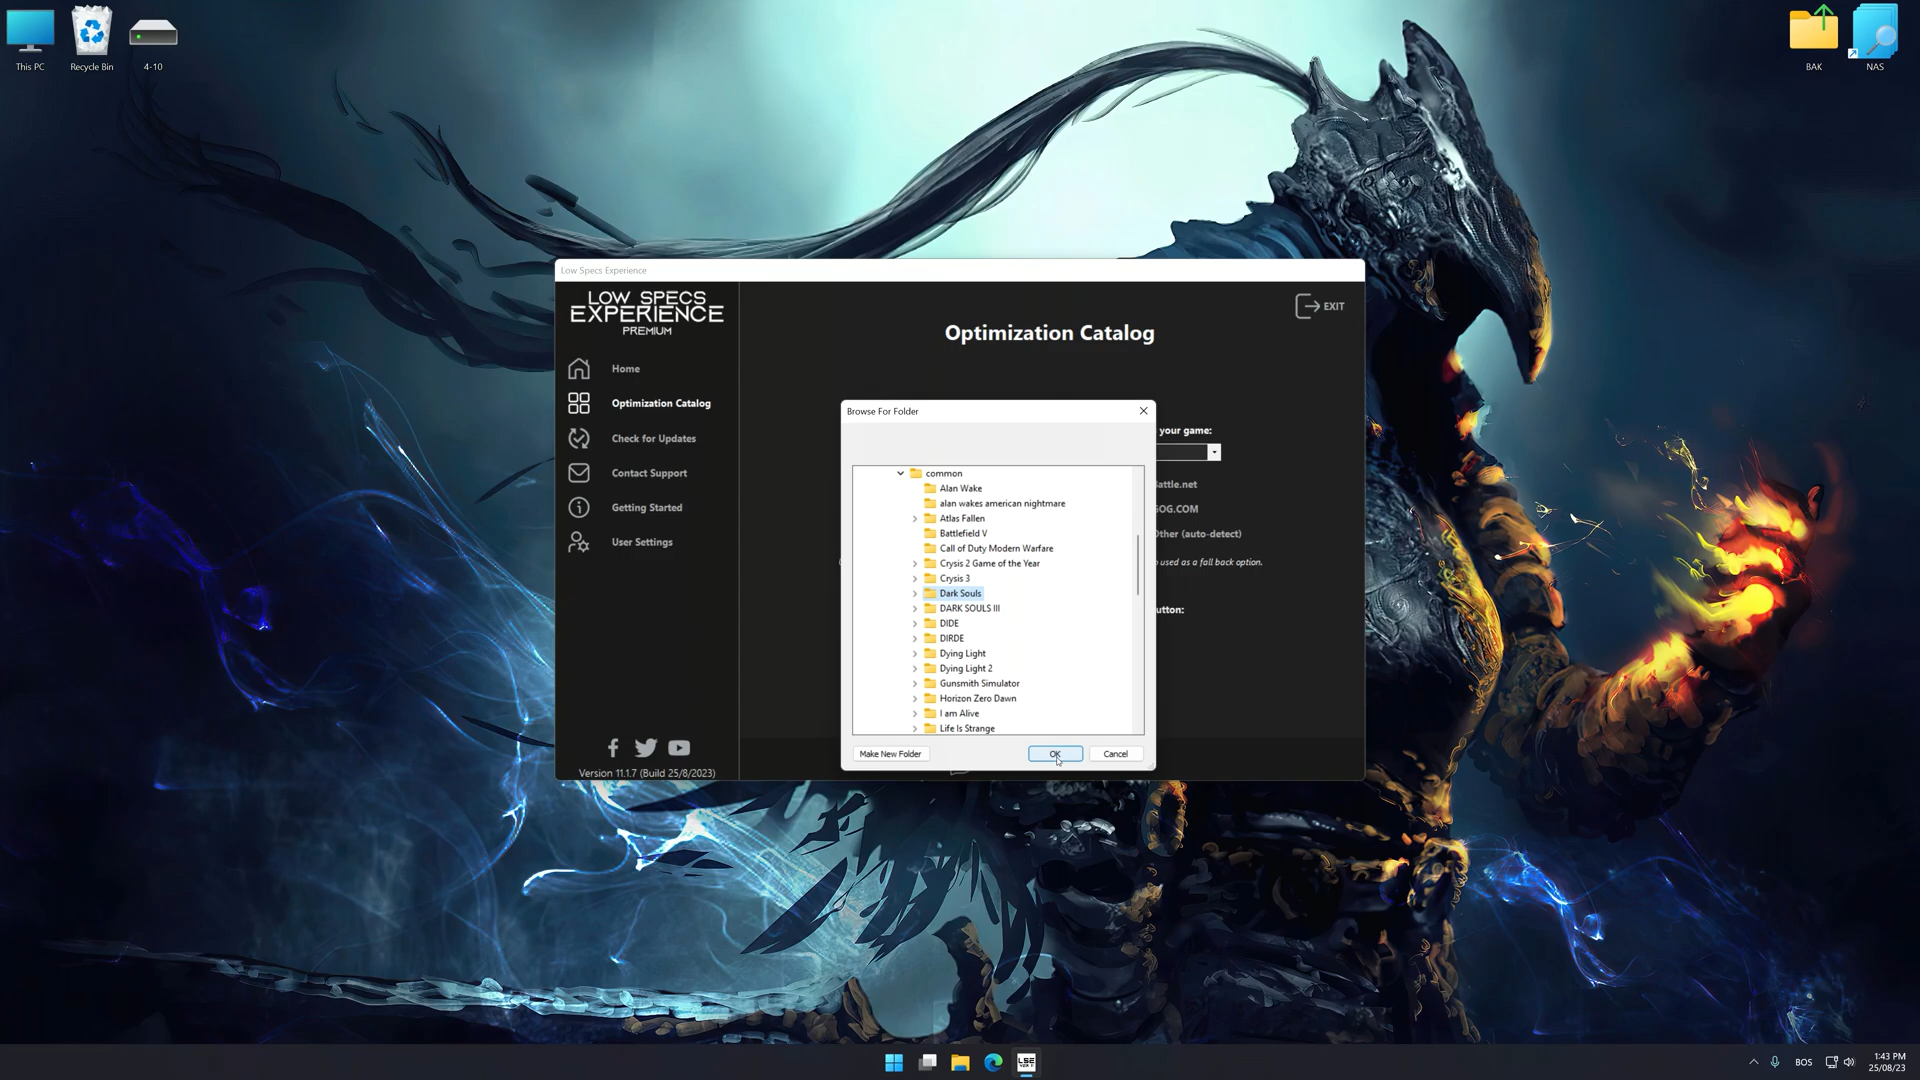 This PC
Recycle Bin
4-10
BAK
NAS
Low Specs Experience
LOW SPECS
EXPERIENCE
PREMIUM
EXIT
Optimization Catalog
Home
Optimization Catalog
Check for Updates
Contact Support
Getting Started
User Settings
Version 11.1.7 (Build 25/8/2023)
your game:
Battle.net
GOG.COM
Other (auto-detect)
used as a fall back option.
utton:
Browse For Folder
common
Alan Wake
alan wakes american nightmare
Atlas Fallen
Battlefield V
Call of Duty Modern Warfare
Crysis 2 Game of the Year
Crysis 3
Dark Souls
DARK SOULS III
DIDE
DIRDE
Dying Light
Dying Light 2
Gunsmith Simulator
Horizon Zero Dawn
I am Alive
Life Is Strange
Make New Folder
OK
Cancel
LSE
VER 11
BOS
1:43 PM
25/08/23